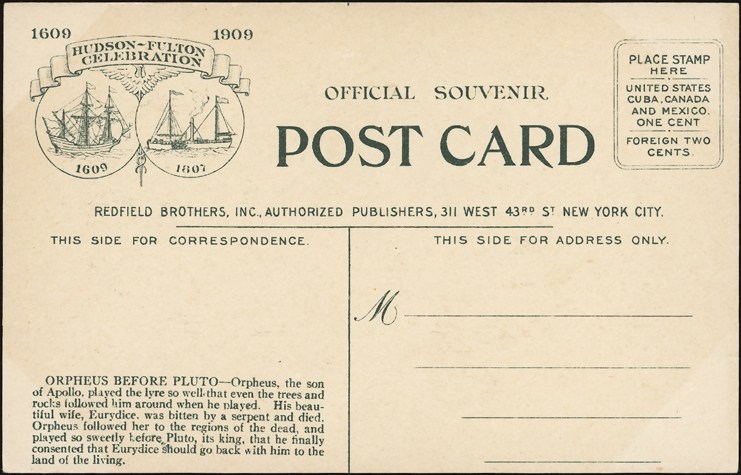 1609 1909
HUDSON-FULTON
CELEBRATION
1609 1807
OFFICIAL SOUVENIR
POST CARD
PLACE STAMP
HERE
UNITED STATES
CUBA, CANADA
AND MEXICO.
ONE CENT
FOREIGN TWO
CENTS.
REDFIELD BROTHERS, INC., AUTHORIZED PUBLISHERS, 311 WEST 43RD ST NEW YORK CITY.
THIS SIDE FOR CORRESPONDENCE.
THIS SIDE FOR ADDRESS ONLY.
M
ORPHEUS BEFORE PLUTO—Orpheus, the son
of Apollo, played the lyre so well that even the trees and
rocks followed him around when he played. His beau-
tiful wife, Eurydice, was bitten by a serpent and died.
Orpheus followed her to the regions of the dead, and
played so sweetly before Pluto, its king, that he finally
consented that Eurydice should go back with him to the
land of the living.